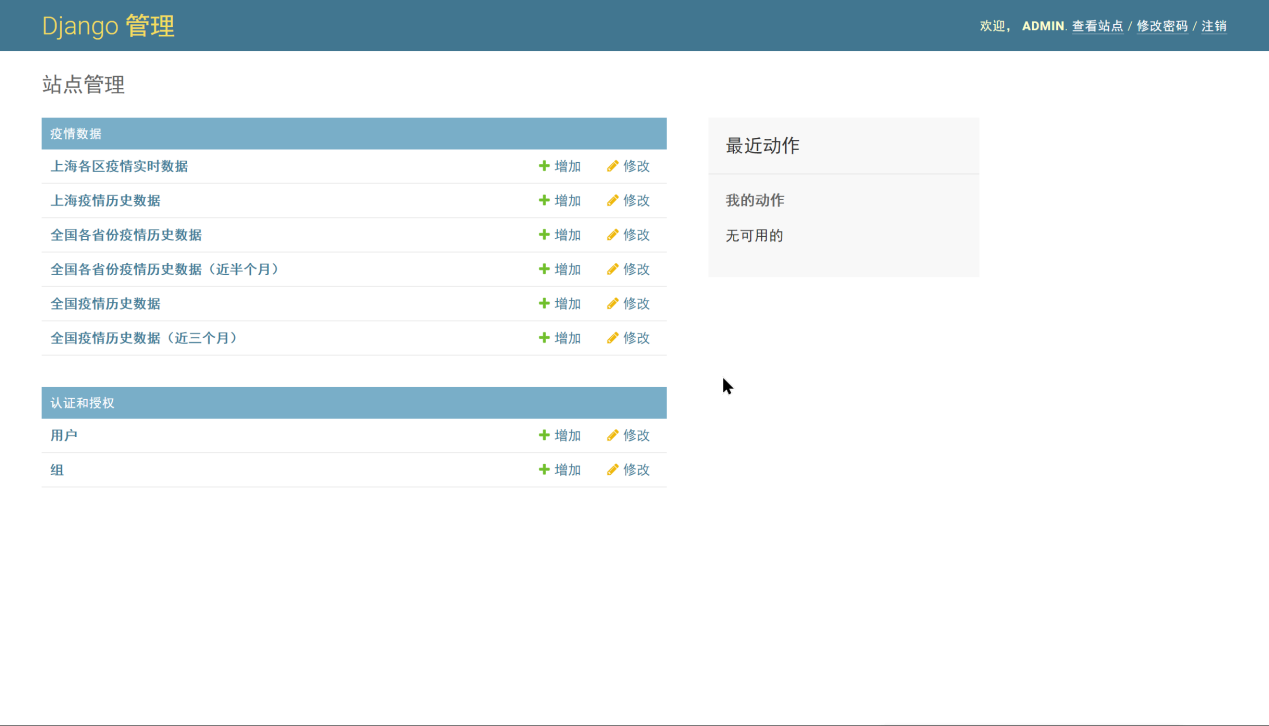 Django 管理
欢迎， ADMIN. 查看站点 / 修改密码 / 注销
站点管理
疫情数据
上海各区疫情实时数据 增加 修改
上海疫情历史数据 增加 修改
全国各省份疫情历史数据 增加 修改
全国各省份疫情历史数据（近半个月） 增加 修改
全国疫情历史数据 增加 修改
全国疫情历史数据（近三个月） 增加 修改
认证和授权
用户 增加 修改
组 增加 修改
最近动作
我的动作
无可用的